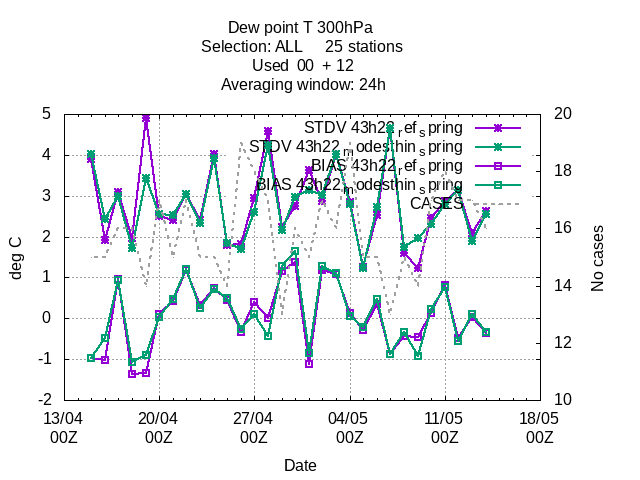 Dew point T 300hPa
Selection: ALL     25 stations
Used  00  + 12
Averaging window: 24h
STDV 43h22_ref_spring
STDV 43h22_modesthin_spring
BIAS 43h22_ref_spring
BIAS 43h22_modesthin_spring
CASES
5
4
3
2
1
0
-1
-2
deg C
20
18
16
14
12
10
No cases
13/04 20/04 27/04 04/05 11/05 18/05
00Z 00Z 00Z 00Z 00Z 00Z
Date